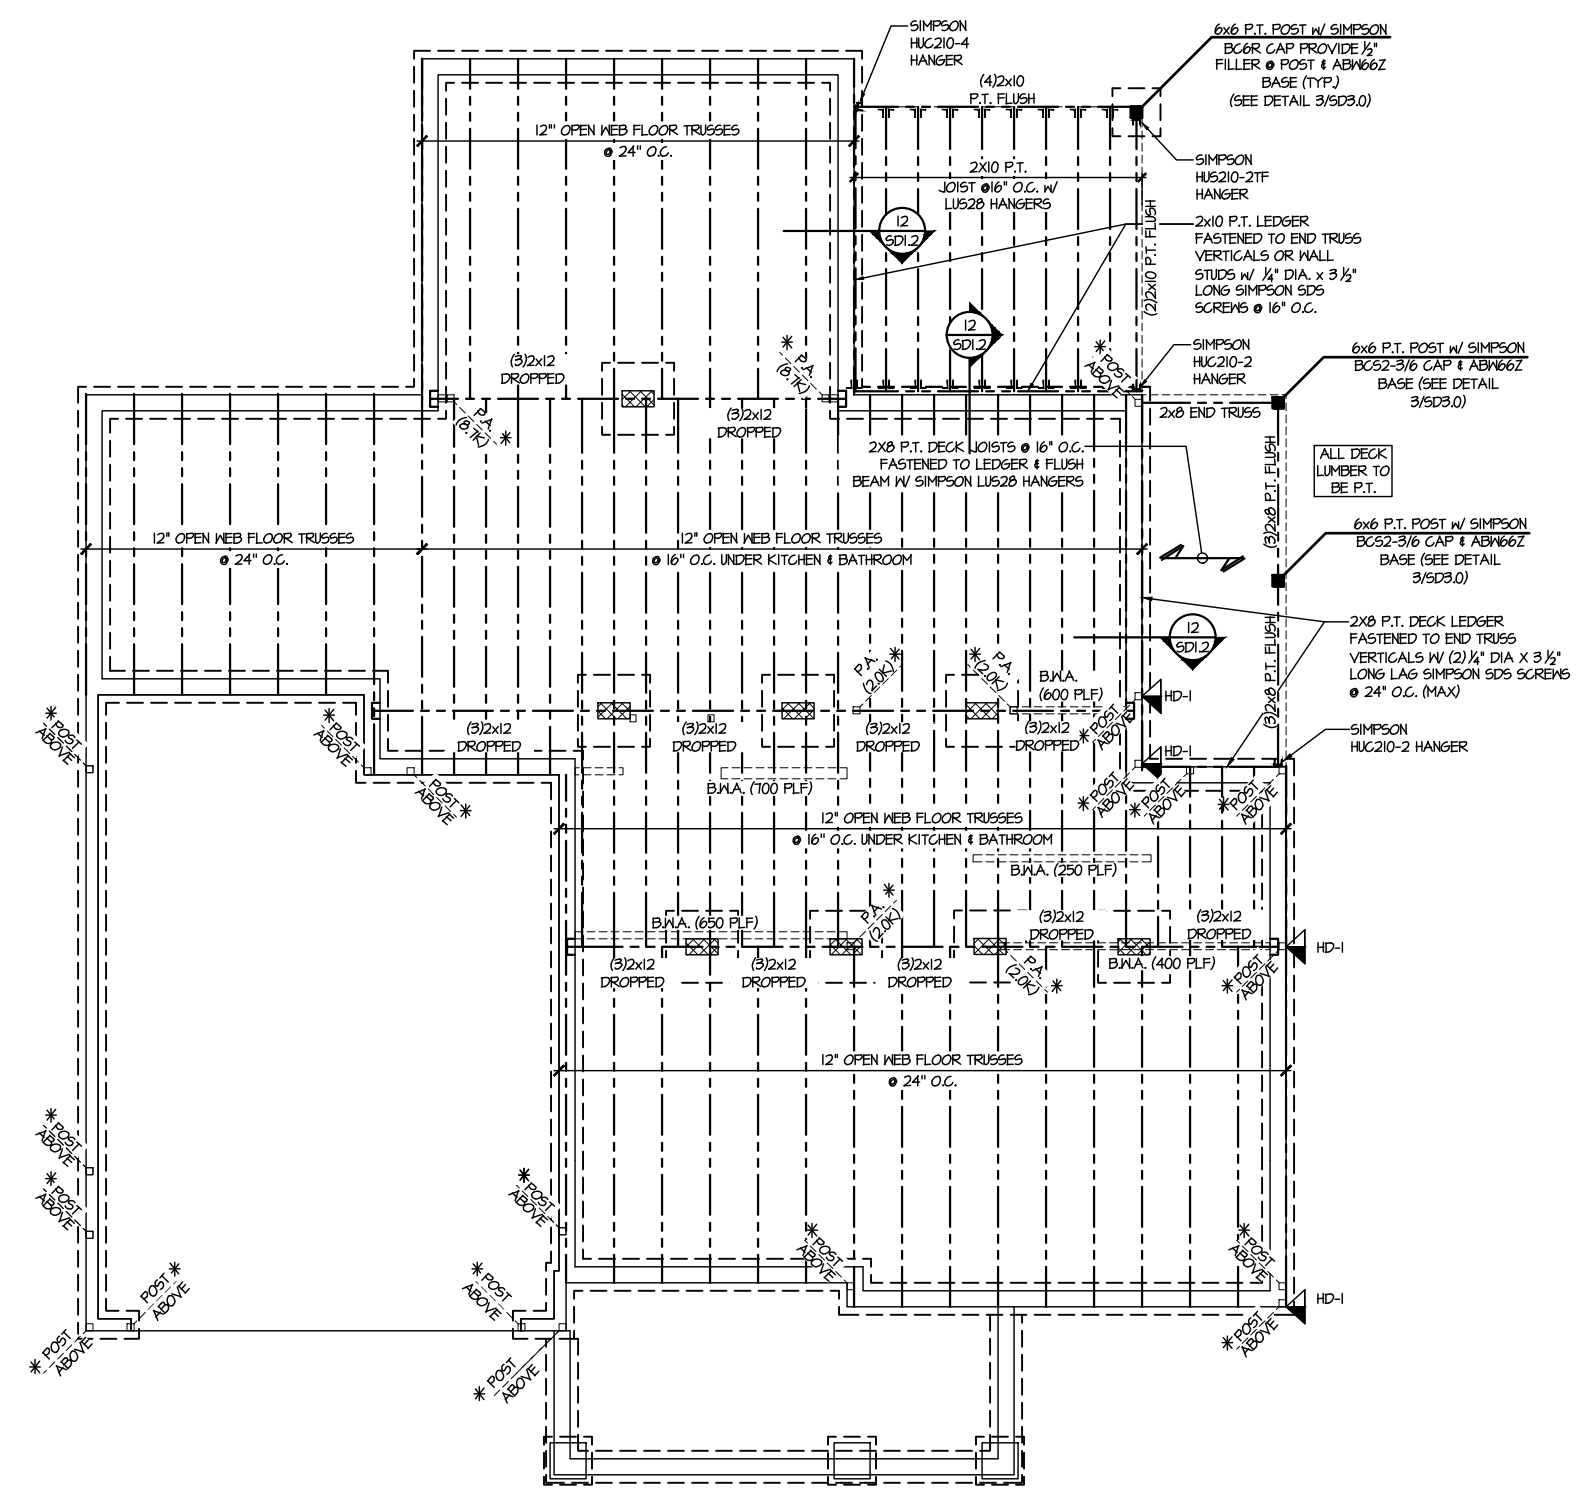 SIMPSON
HUC210-4
HANGER
6x6 P.T. POST w/ SIMPSON
BC6R CAP PROVIDE ½"
FILLER @ POST & ABW66Z
BASE (TYP.)
(SEE DETAIL 3/SD3.0)
(4)2x10
P.T. FLUSH
12"' OPEN WEB FLOOR TRUSSES
@ 24" O.C.
SIMPSON
HUS210-2TF
HANGER
2X10 P.T.
JOIST @16" O.C. W/
LUS28 HANGERS
(2)2x10 P.T. FLUSH
12
SD1.2
2x10 P.T. LEDGER
FASTENED TO END TRUSS
VERTICALS OR WALL
STUDS w/ ¼" DIA. x 3½"
LONG SIMPSON SDS
SCREWS @ 16" O.C.
12
SD1.2
SIMPSON
HUC210-2
HANGER
6x6 P.T. POST w/ SIMPSON
BCS2-3/6 CAP & ABW66Z
BASE (SEE DETAIL
3/SD3.0)
(3)2x12
DROPPED
* P.A.
(8.7K)
* POST
ABOVE
P.A. *
(8.7K)
(3)2x12
DROPPED
2x8 END TRUSS
2X8 P.T. DECK JOISTS @ 16" O.C.
FASTENED TO LEDGER & FLUSH
BEAM W/ SIMPSON LUS28 HANGERS
(3)2x8 P.T. FLUSH
ALL DECK
LUMBER TO
BE P.T.
6x6 P.T. POST w/ SIMPSON
BCS2-3/6 CAP & ABW66Z
BASE (SEE DETAIL
3/SD3.0)
12" OPEN WEB FLOOR TRUSSES
@ 24" O.C.
12" OPEN WEB FLOOR TRUSSES
@ 16" O.C. UNDER KITCHEN & BATHROOM
12
SD1.2
(3)2x8 P.T. FLUSH
2X8 P.T. DECK LEDGER
FASTENED TO END TRUSS
VERTICALS W/ (2) ¼" DIA X 3½"
LONG LAG SIMPSON SDS SCREWS
@ 24" O.C. (MAX)
P.A. *
(2.0K)
* P.A.
(2.0K)
B.W.A.
(600 PLF)
HD-1
* POST
ABOVE
* POST
ABOVE
(3)2x12
DROPPED
(3)2x12
DROPPED
(3)2x12
DROPPED
(3)2x12
DROPPED
* POST
ABOVE
HD-1
SIMPSON
HUC210-2 HANGER
POST *
ABOVE
B.W.A. (700 PLF)
* POST
ABOVE
* POST
ABOVE
* POST
ABOVE
12" OPEN WEB FLOOR TRUSSES
@ 16" O.C. UNDER KITCHEN & BATHROOM
B.W.A. (250 PLF)
B.W.A. (650 PLF)
P.A. *
(2.0K)
(3)2x12
DROPPED
(3)2x12
DROPPED
HD-1
(3)2x12
DROPPED
(3)2x12
DROPPED
(3)2x12
DROPPED
P.A. *
(2.0K)
B.W.A. (400 PLF)
* POST
ABOVE
12" OPEN WEB FLOOR TRUSSES
@ 24" O.C.
* POST
ABOVE
* POST
ABOVE
* POST
ABOVE
* POST
ABOVE
* POST
ABOVE
POST *
ABOVE
* POST
ABOVE
HD-1
* POST
ABOVE
* POST
ABOVE
* POST
ABOVE